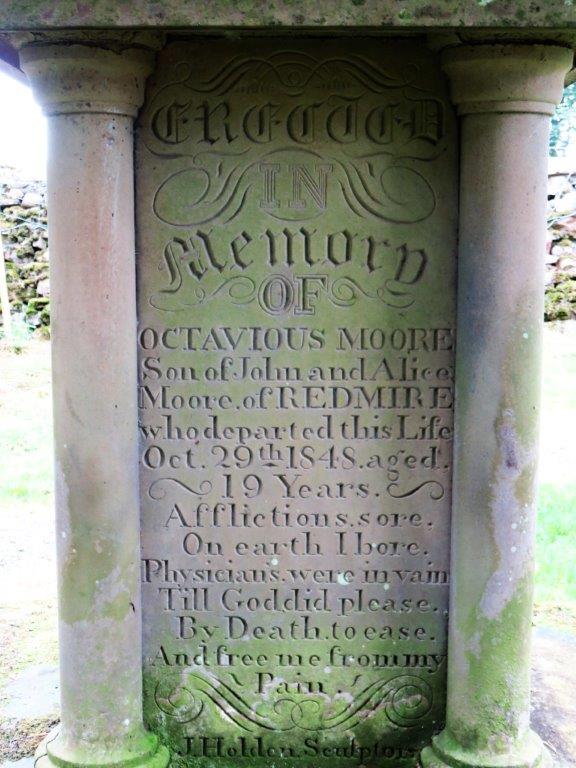 ERECTED
IN
Memory
OF
OCTAVIOUS MOORE
Son of John and Alice
Moore. of REDMIRE
who departed this Life
Oct. 29th 1848. aged.
19 Years.
Afflictions. sore.
On earth I bore.
Physician's. were in vain
Till God did please.
By Death. to ease.
And free me from my
Pain
J. Holden. Sculptor